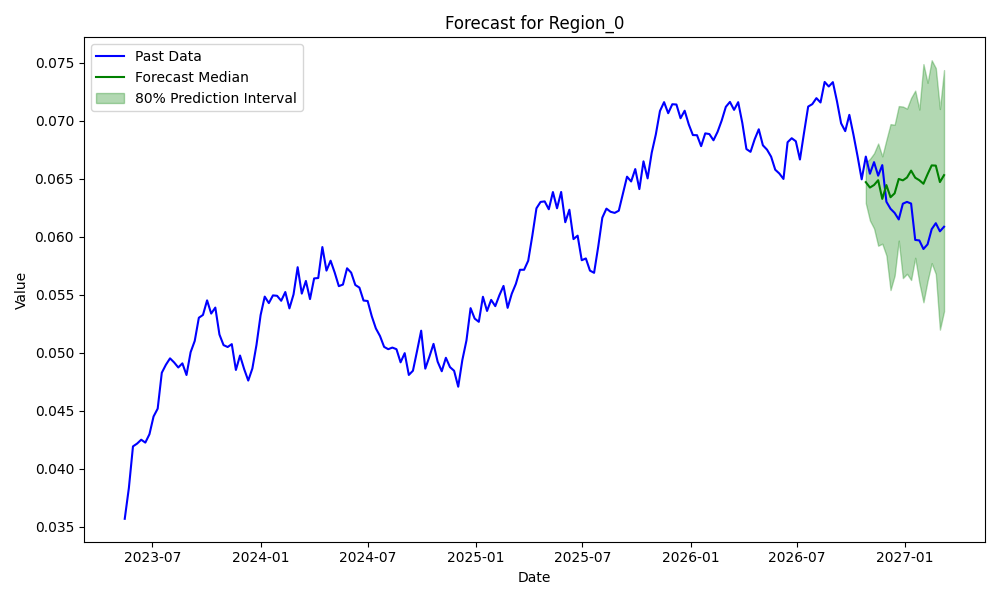 Forecast for Region_0
Past Data
Forecast Median
80% Prediction Interval
0.075
0.070
0.065
0.060
0.055
0.050
0.045
0.040
0.035
Value
2023-07
2024-01
2024-07
2025-01
2025-07
2026-01
2026-07
2027-01
Date